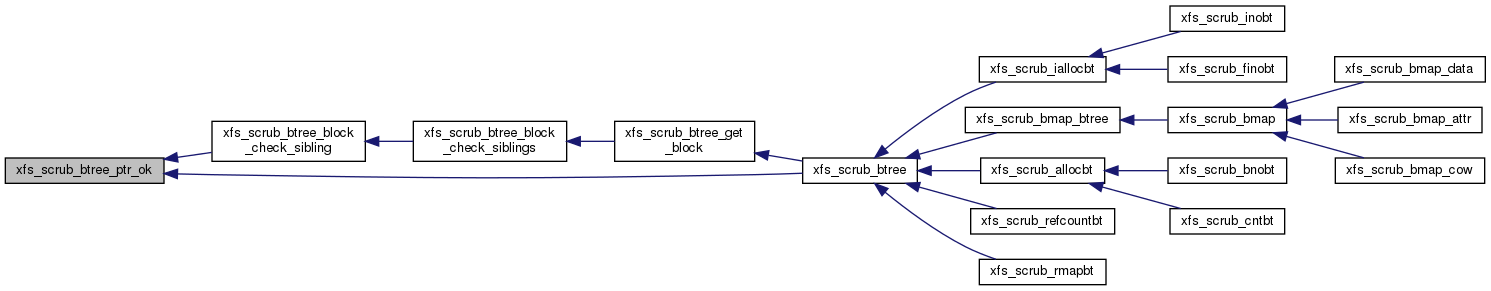 xfs_scrub_btree_ptr_ok
xfs_scrub_btree_block
_check_sibling
xfs_scrub_btree_block
_check_siblings
xfs_scrub_btree_get
_block
xfs_scrub_btree
xfs_scrub_iallocbt
xfs_scrub_inobt
xfs_scrub_finobt
xfs_scrub_bmap_btree
xfs_scrub_bmap
xfs_scrub_bmap_data
xfs_scrub_bmap_attr
xfs_scrub_bmap_cow
xfs_scrub_allocbt
xfs_scrub_bnobt
xfs_scrub_cntbt
xfs_scrub_refcountbt
xfs_scrub_rmapbt